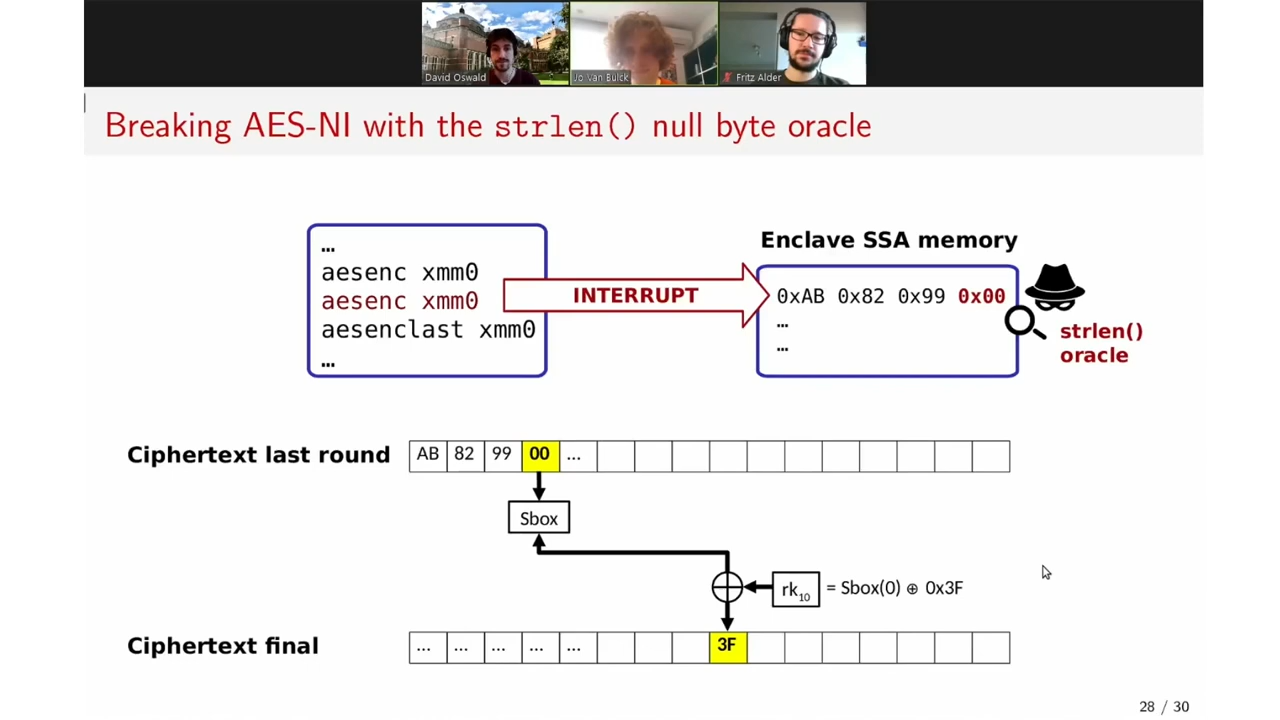 David Oswald
Jo Van Bulck
Fritz Alder
Breaking AES-NI with the strlen() null byte oracle
…
aesenc xmm0
aesenc xmm0
aesenclast xmm0
…
INTERRUPT
Enclave SSA memory
0xAB 0x82 0x99 0x00
…
…
strlen()
oracle
Ciphertext last round
AB 82 99 00 ...
Sbox
rk10 = Sbox(0) ⊕ 0x3F
Ciphertext final
... ... ... ... ... 3F
28 / 30